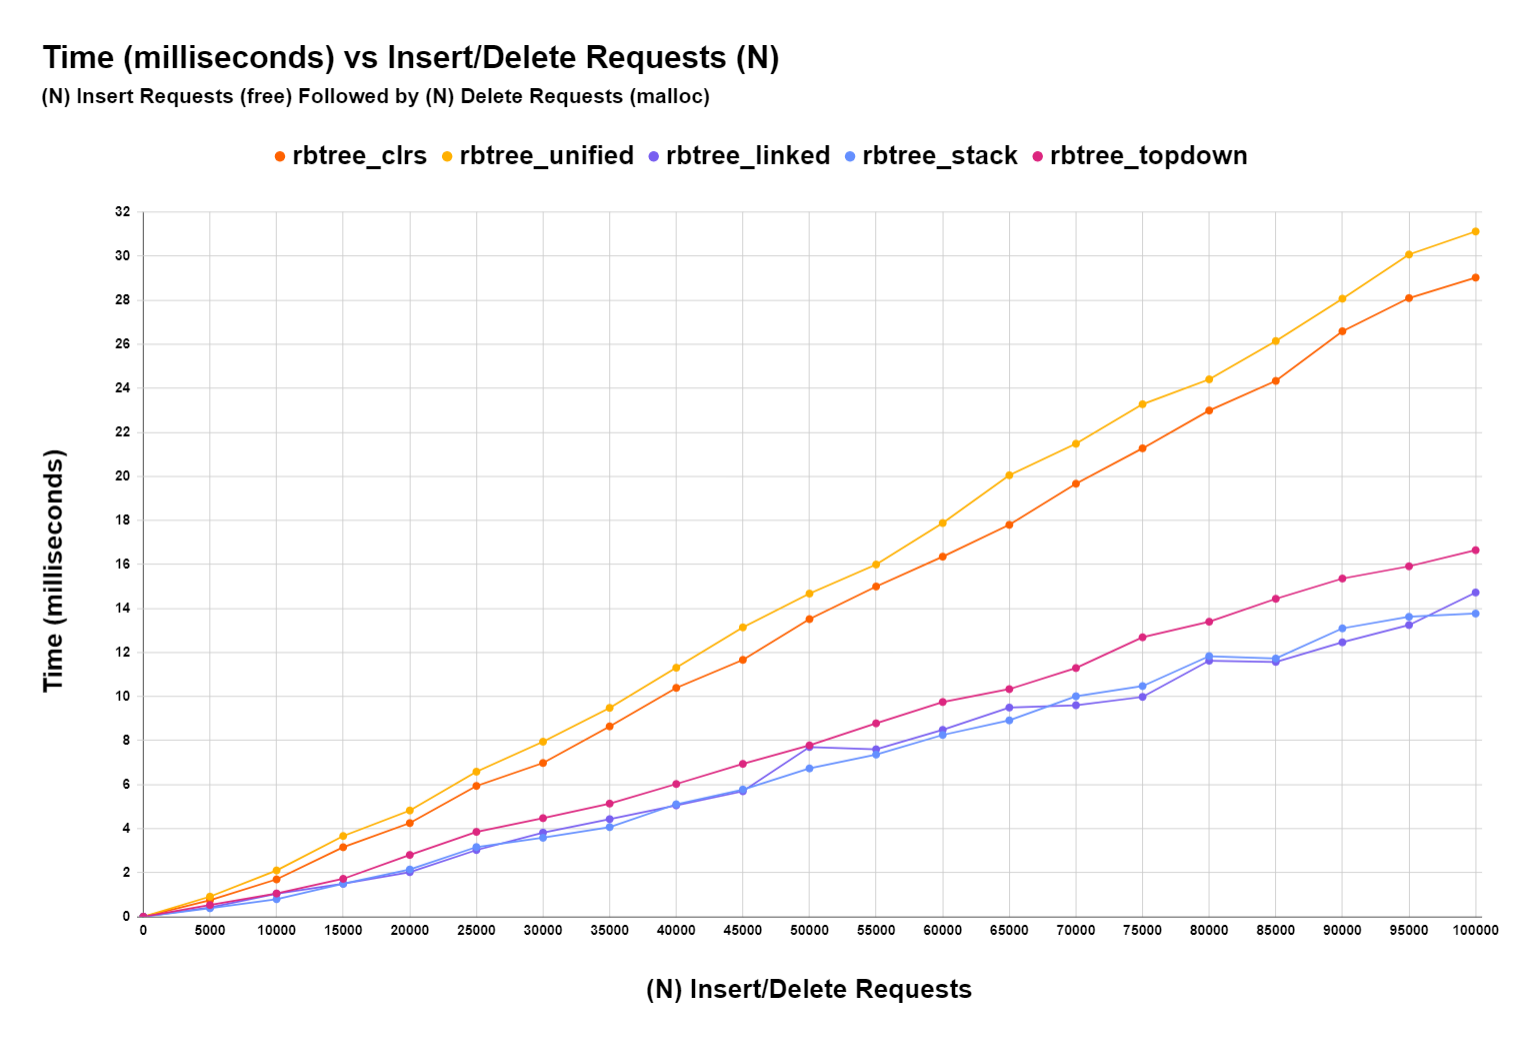 Time (milliseconds) vs Insert/Delete Requests (N)
(N) Insert Requests (free) Followed by (N) Delete Requests (malloc)
rbtree_clrs rbtree_unified rbtree_linked rbtree_stack rbtree_topdown
Time (milliseconds)
32
30
28
26
24
22
20
18
16
14
12
10
8
6
4
2
0
0 5000 10000 15000 20000 25000 30000 35000 40000 45000 50000 55000 60000 65000 70000 75000 80000 85000 90000 95000 100000
(N) Insert/Delete Requests